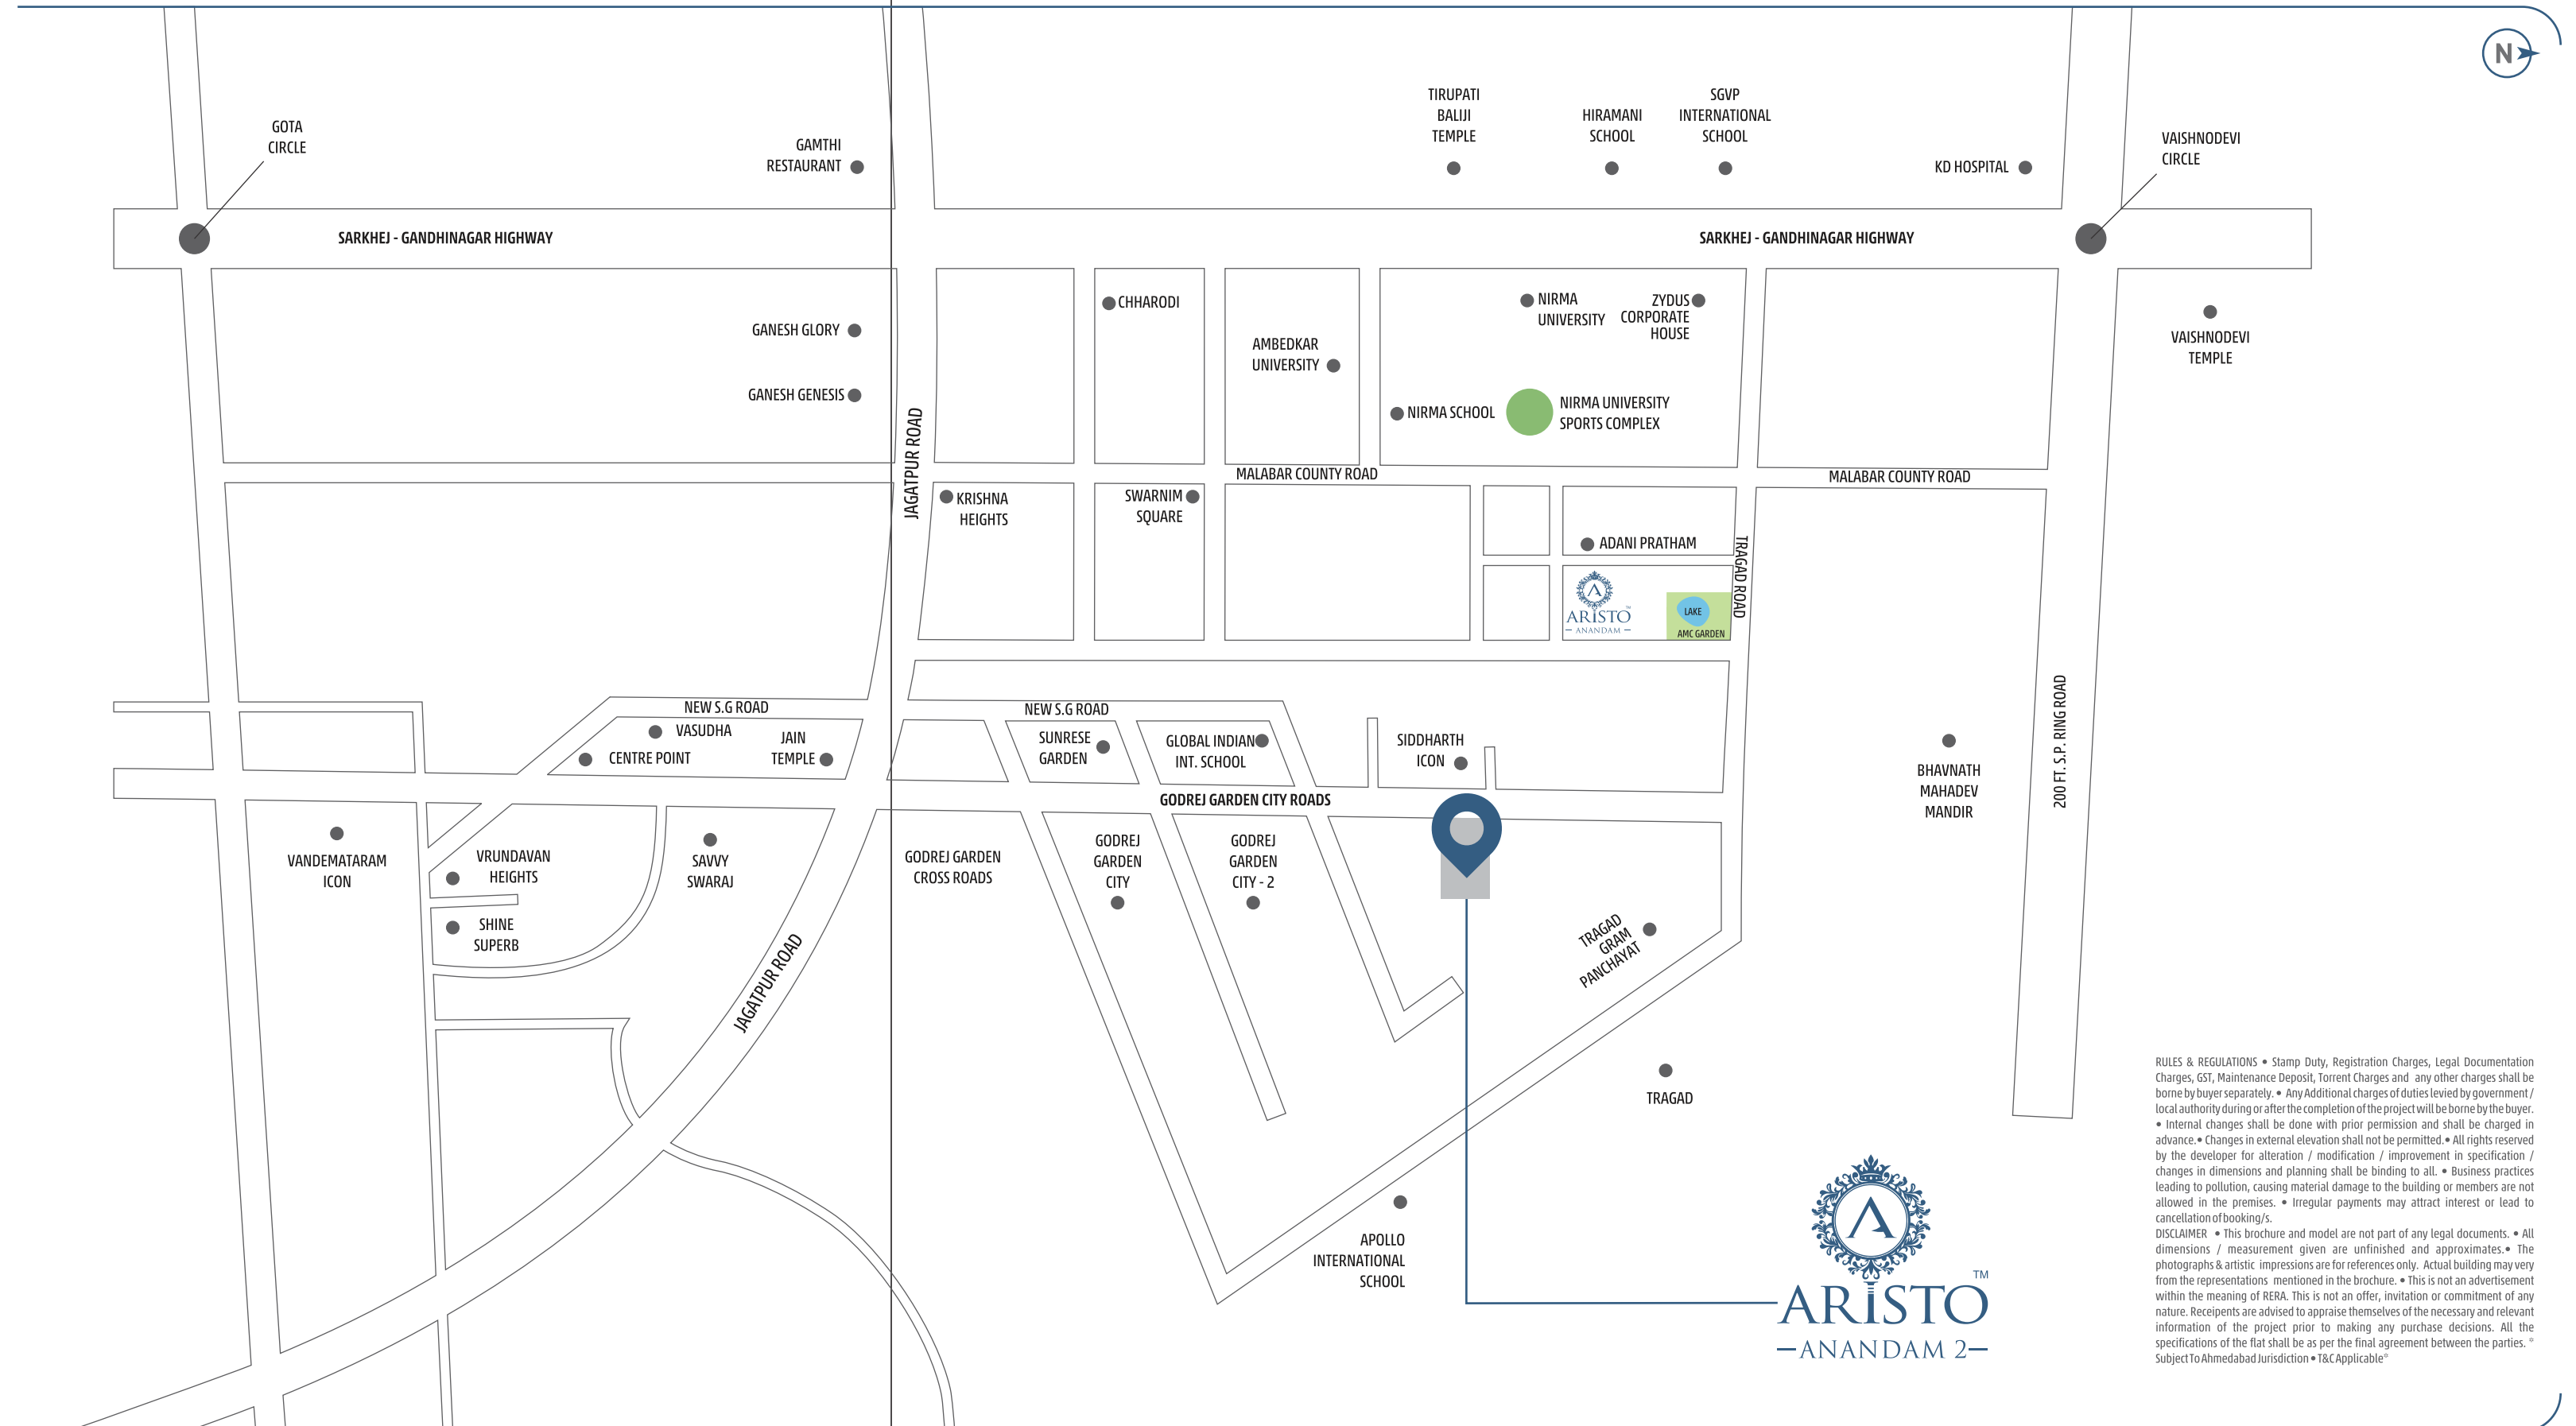 N
TIRUPATI
BALIJI
TEMPLE
HIRAMANI
SCHOOL
SGVP
INTERNATIONAL
SCHOOL
GOTA
CIRCLE
GAMTHI
RESTAURANT
KD HOSPITAL
VAISHNODEVI
CIRCLE
SARKHEJ - GANDHINAGAR HIGHWAY
SARKHEJ - GANDHINAGAR HIGHWAY
CHHARODI
NIRMA
UNIVERSITY
ZYDUS
CORPORATE
HOUSE
GANESH GLORY
AMBEDKAR
UNIVERSITY
VAISHNODEVI
TEMPLE
GANESH GENESIS
NIRMA SCHOOL
NIRMA UNIVERSITY
SPORTS COMPLEX
JAGATPUR ROAD
MALABAR COUNTY ROAD
MALABAR COUNTY ROAD
KRISHNA
HEIGHTS
SWARNIM
SQUARE
ADANI PRATHAM
TRAGAD ROAD
A
ARISTO
TM
ANANDAM
LAKE
AMC GARDEN
NEW S.G ROAD
NEW S.G ROAD
VASUDHA
CENTRE POINT
JAIN
TEMPLE
SUNRESE
GARDEN
GLOBAL INDIAN
INT. SCHOOL
SIDDHARTH
ICON
BHAVNATH
MAHADEV
MANDIR
200 FT. S.P. RING ROAD
GODREJ GARDEN CITY ROADS
VANDEMATARAM
ICON
VRUNDAVAN
HEIGHTS
SAVVY
SWARAJ
GODREJ GARDEN
CROSS ROADS
GODREJ
GARDEN
CITY
GODREJ
GARDEN
CITY - 2
SHINE
SUPERB
TRAGAD
GRAM
PANCHAYAT
JAGATPUR ROAD
TRAGAD
APOLLO
INTERNATIONAL
SCHOOL
A
TM
ARISTO
ANANDAM 2
RULES & REGULATIONS • Stamp Duty, Registration Charges, Legal Documentation
Charges, GST, Maintenance Deposit, Torrent Charges and any other charges shall be
borne by buyer separately. • Any Additional charges of duties levied by government /
local authority during or after the completion of the project will be borne by the buyer.
• Internal changes shall be done with prior permission and shall be charged in
advance.• Changes in external elevation shall not be permitted.• All rights reserved
by the developer for alteration / modification / improvement in specification /
changes in dimensions and planning shall be binding to all. • Business practices
leading to pollution, causing material damage to the building or members are not
allowed in the premises. • Irregular payments may attract interest or lead to
cancellation of booking/s.
DISCLAIMER • This brochure and model are not part of any legal documents. • All
dimensions / measurement given are unfinished and approximates.• The
photographs & artistic impressions are for references only. Actual building may very
from the representations mentioned in the brochure. • This is not an advertisement
within the meaning of RERA. This is not an offer, invitation or commitment of any
nature. Receipents are advised to appraise themselves of the necessary and relevant
information of the project prior to making any purchase decisions. All the
specifications of the flat shall be as per the final agreement between the parties. *
Subject To Ahmedabad Jurisdiction • T&C Applicable*